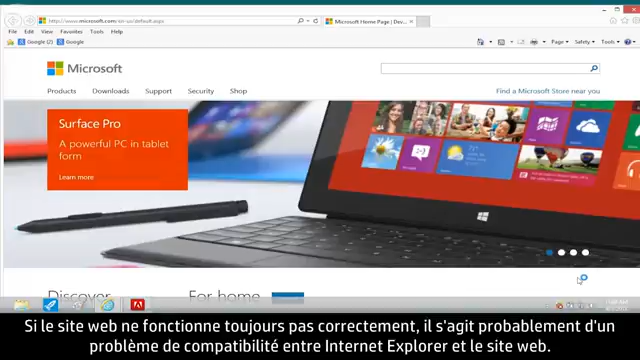 http://www.microsoft.com/en-us/default.aspx
Microsoft Home Page | Dev...
File Edit View Favorites Tools Help
Google (2) Google
Page Safety Tools
Microsoft
Products Downloads Support Security Shop
Find a Microsoft Store near you
Surface Pro
A powerful PC in tablet
form
Learn more
Discover For home
Si le site web ne fonctionne toujours pas correctement, il s'agit probablement d'un
problème de compatibilité entre Internet Explorer et le site web.